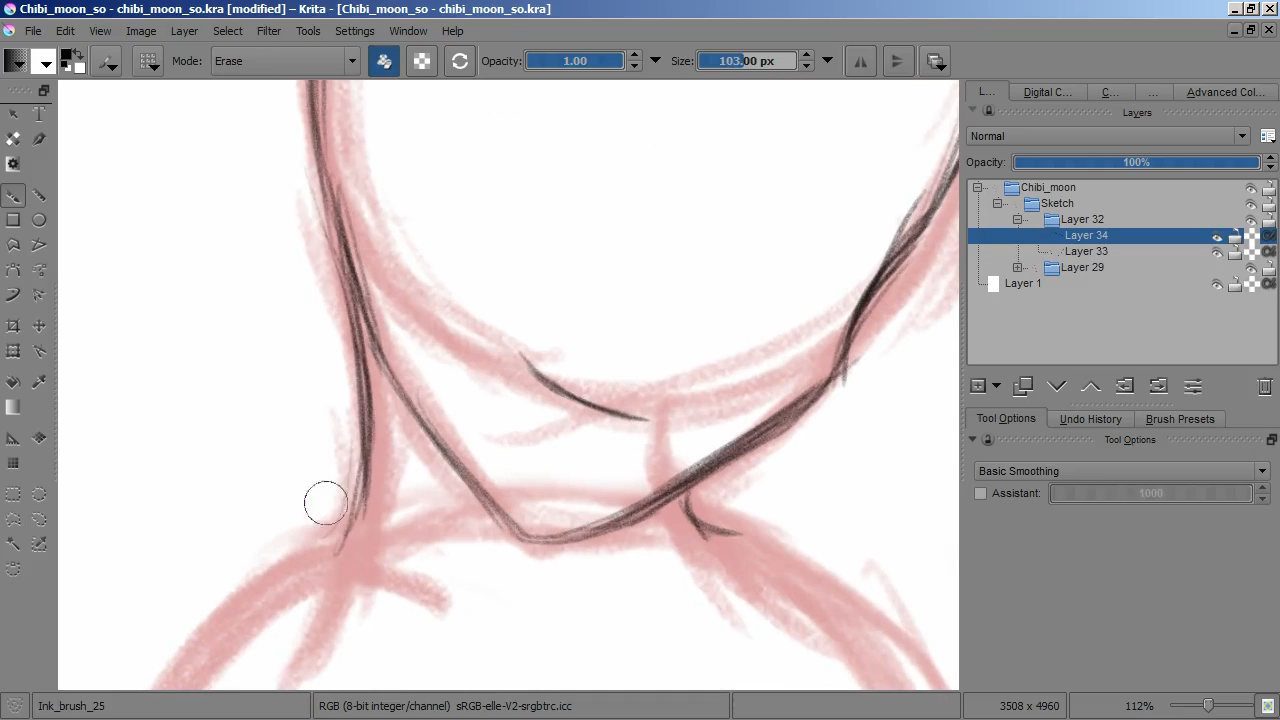 Chibi_moon_so - chibi_moon_so.kra [modified] – Krita - [Chibi_moon_so - chibi_moon_so.kra]
File Edit View Image Layer Select Filter Tools Settings Window Help
Mode: Erase Opacity: 1.00 Size: 103.00 px
L... Digital C... C... ... Advanced Col...
Layers
Normal
Opacity: 100%
Chibi_moon
Sketch
Layer 32
Layer 34
Layer 33
Layer 29
Layer 1
Tool Options Undo History Brush Presets
Tool Options
Basic Smoothing
Assistant: 1000
Ink_brush_25 RGB (8-bit integer/channel) sRGB-elle-V2-srgbtrc.icc 3508 x 4960 112%